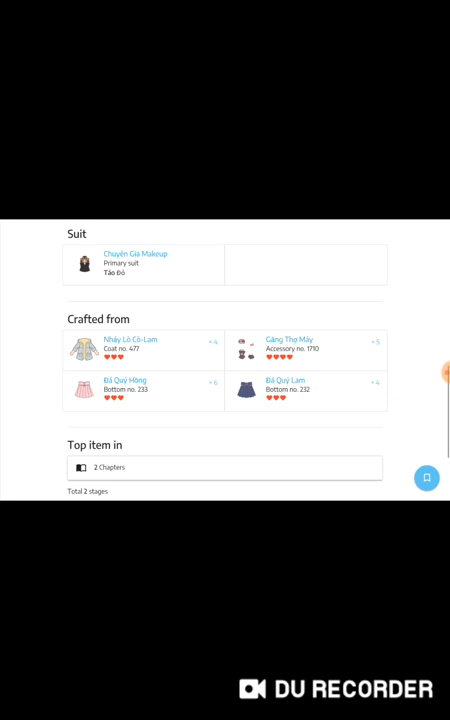 Suit
Chuyên Gia Makeup
Primary suit
Táo Đỏ
Crafted from
Nhảy Lò Cò-Lam
× 4
Coat no. 477
Găng Thợ Máy
× 5
Accessory no. 1710
Đá Quý Hồng
× 6
Bottom no. 233
Đá Quý Lam
× 4
Bottom no. 232
Top item in
2 Chapters
Total 2 stages
DU RECORDER